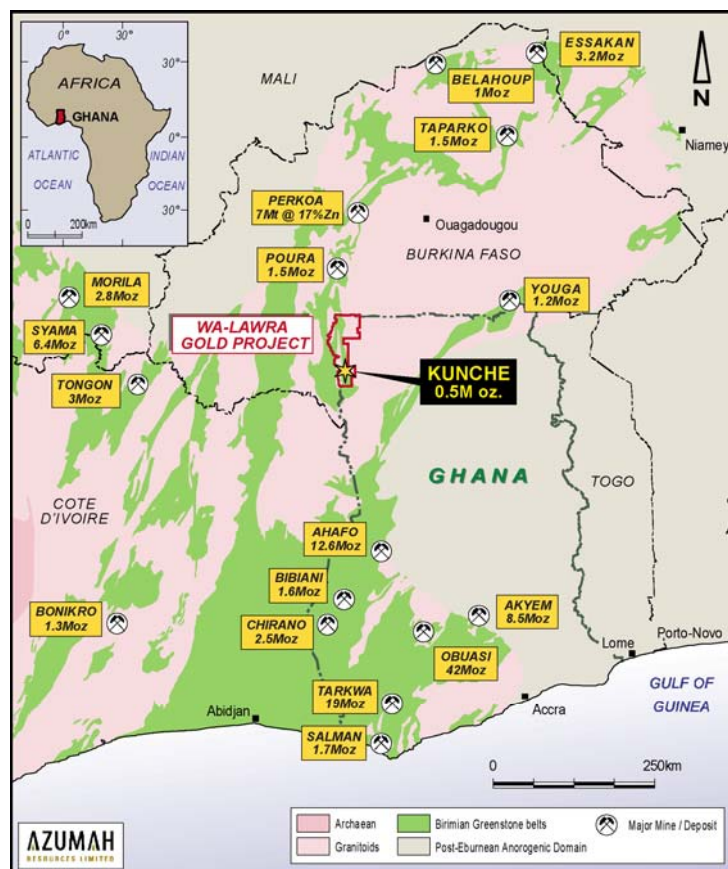 0°
30°
AFRICA
GHANA
0°
ATLANTIC
OCEAN
INDIAN
OCEAN
30°
0
200km
MALI
ESSAKAN
3.2Moz
BELAHOUP
1Moz
N
TAPARKO
1.5Moz
Niamey
PERKOA
7Mt @ 17%Zn
Ouagadougou
BURKINA FASO
POURA
1.5Moz
MORILA
2.8Moz
YOUGA
1.2Moz
SYAMA
6.4Moz
WA-LAWRA
GOLD PROJECT
TONGON
3Moz
KUNCHE
0.5M oz.
GHANA
TOGO
COTE
D'IVOIRE
AHAFO
12.6Moz
BIBIANI
1.6Moz
BONIKRO
1.3Moz
CHIRANO
2.5Moz
AKYEM
8.5Moz
OBUASI
42Moz
Lome
Porto-Novo
TARKWA
19Moz
GULF OF
GUINEA
Abidjan
Accra
SALMAN
1.7Moz
0
250km
AZUMAH
RESOURCES LIMITED
Archaean
Granitoids
Birimian Greenstone belts
Post-Eburnean Anorogenic Domain
Major Mine / Deposit